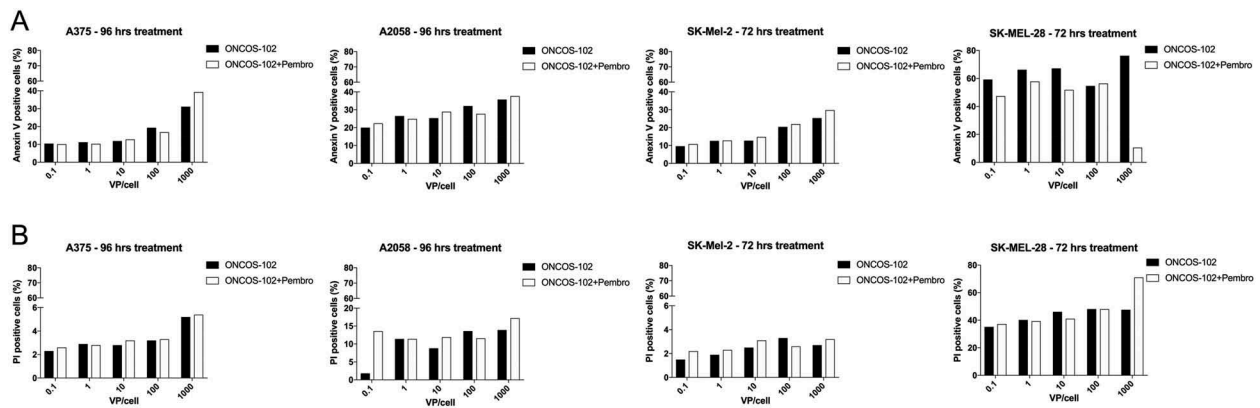 A
A375 - 96 hrs treatment
Anexin V positive cells (%)
80
70
60
40
30
20
10
0
0.1
1
10
100
1000
VP/cell
ONCOS-102
ONCOS-102+Pembro
A2058 - 96 hrs treatment
Anexin V positive cells (%)
80
70
60
40
30
20
10
0
0.1
1
10
100
1000
VP/cell
ONCOS-102
ONCOS-102+Pembro
SK-Mel-2 - 72 hrs treatment
Anexin V positive cells (%)
80
70
60
40
30
20
10
0
0.1
1
10
100
1000
VP/cell
ONCOS-102
ONCOS-102+Pembro
SK-MEL-28 - 72 hrs treatment
Anexin V positive cells (%)
80
60
40
20
0
0.1
1
10
100
1000
VP/cell
ONCOS-102
ONCOS-102+Pembro
B
A375 - 96 hrs treatment
PI positive cells (%)
80
70
60
6
4
2
0
0.1
1
10
100
1000
VP/cell
ONCOS-102
ONCOS-102+Pembro
A2058 - 96 hrs treatment
PI positive cells (%)
80
70
60
20
15
10
5
0
0.1
1
10
100
1000
VP/cell
ONCOS-102
ONCOS-102+Pembro
SK-Mel-2 - 72 hrs treatment
PI positive cells (%)
80
70
60
6
4
2
0
0.1
1
10
100
1000
VP/cell
ONCOS-102
ONCOS-102+Pembro
SK-MEL-28 - 72 hrs treatment
PI positive cells (%)
80
60
40
20
0
0.1
1
10
100
1000
VP/cell
ONCOS-102
ONCOS-102+Pembro